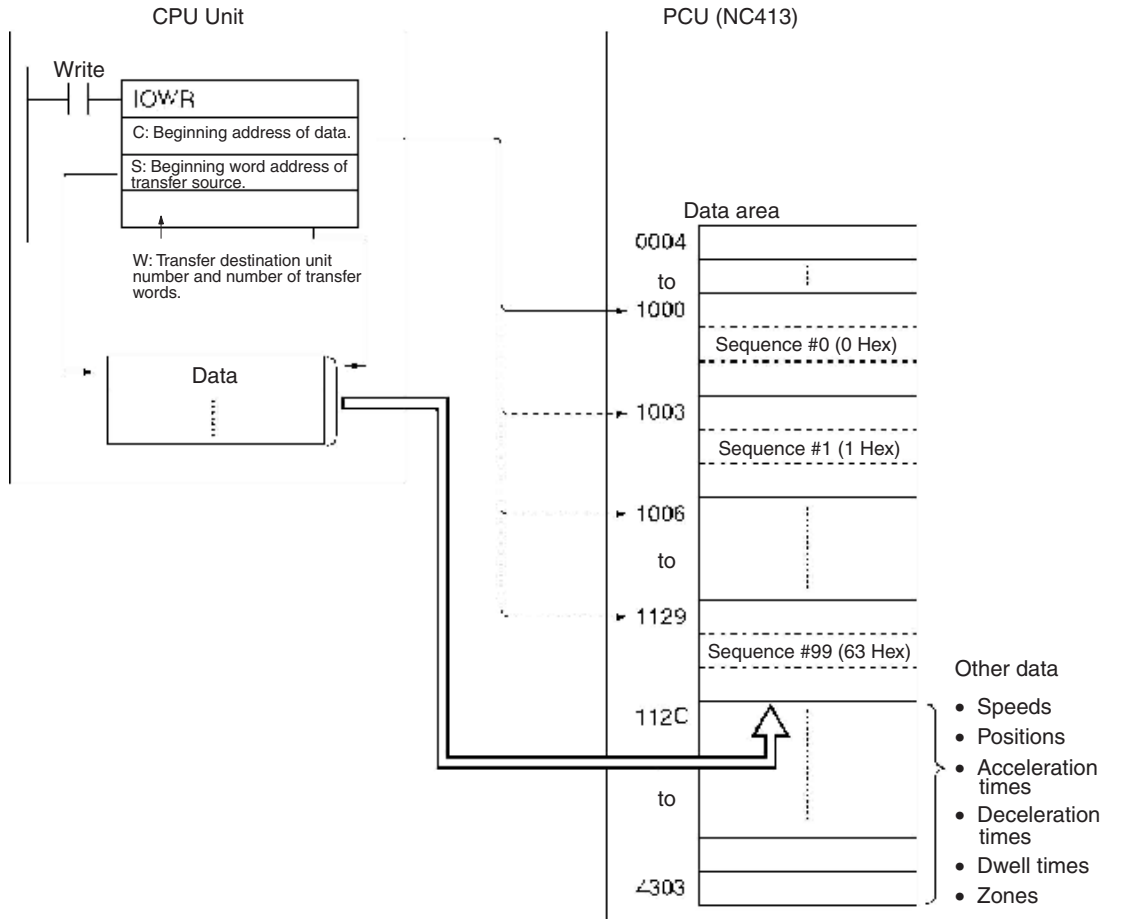 CPU Unit
PCU (NC413)
Write
IOWR
C: Beginning address of data.
S: Beginning word address of
transfer source.
W: Transfer destination unit
number and number of transfer
words.
Data
Data area
0004
to
1000
Sequence #0 (0 Hex)
1003
Sequence #1 (1 Hex)
1006
to
1129
Sequence #99 (63 Hex)
112C
to
Other data
• Speeds
• Positions
• Acceleration
times
• Deceleration
times
• Dwell times
• Zones